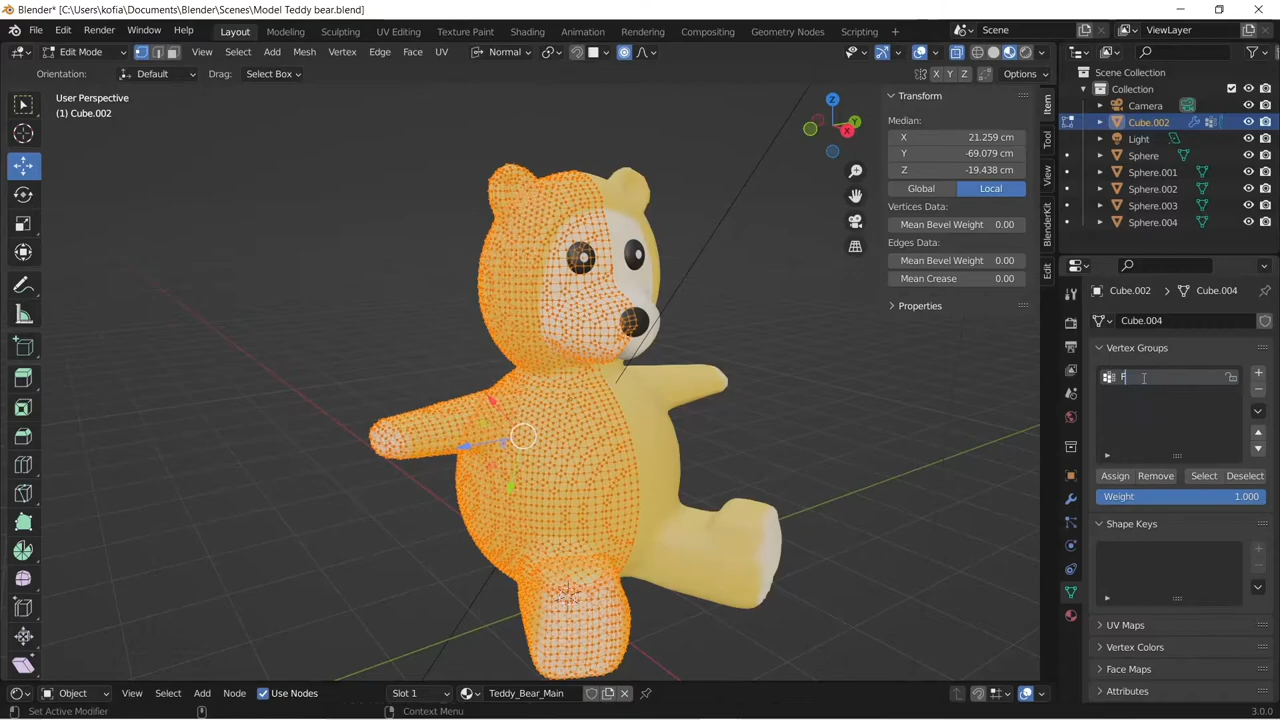 Blender* [C:\Users\kofia\Documents\Blender\Scenes\Model Teddy bear.blend]
File Edit Render Window Help Layout Modeling Sculpting UV Editing Texture Paint Shading Animation Rendering Compositing Geometry Nodes Scripting + Scene ViewLayer
Edit Mode View Select Add Mesh Vertex Edge Face UV Normal
Orientation: Default Drag: Select Box X Y Z Options
User Perspective
(1) Cube.002
Z
Y
X
Transform
Median:
X 21.259 cm
Y -69.079 cm
Z -19.438 cm
Global Local
Vertices Data:
Mean Bevel Weight 0.00
Edges Data:
Mean Bevel Weight 0.00
Mean Crease 0.00
Properties
Item
Tool
View
BlenderKit
Edit
Scene Collection
Collection
Camera
Cube.002
Light
Sphere
Sphere.001
Sphere.002
Sphere.003
Sphere.004
Cube.002 > Cube.004
Cube.004
Vertex Groups
F
Assign Remove Select Deselect
Weight 1.000
Shape Keys
UV Maps
Vertex Colors
Face Maps
Attributes
Object View Select Add Node Use Nodes Slot 1 Teddy_Bear_Main
Set Active Modifier Context Menu 3.0.0